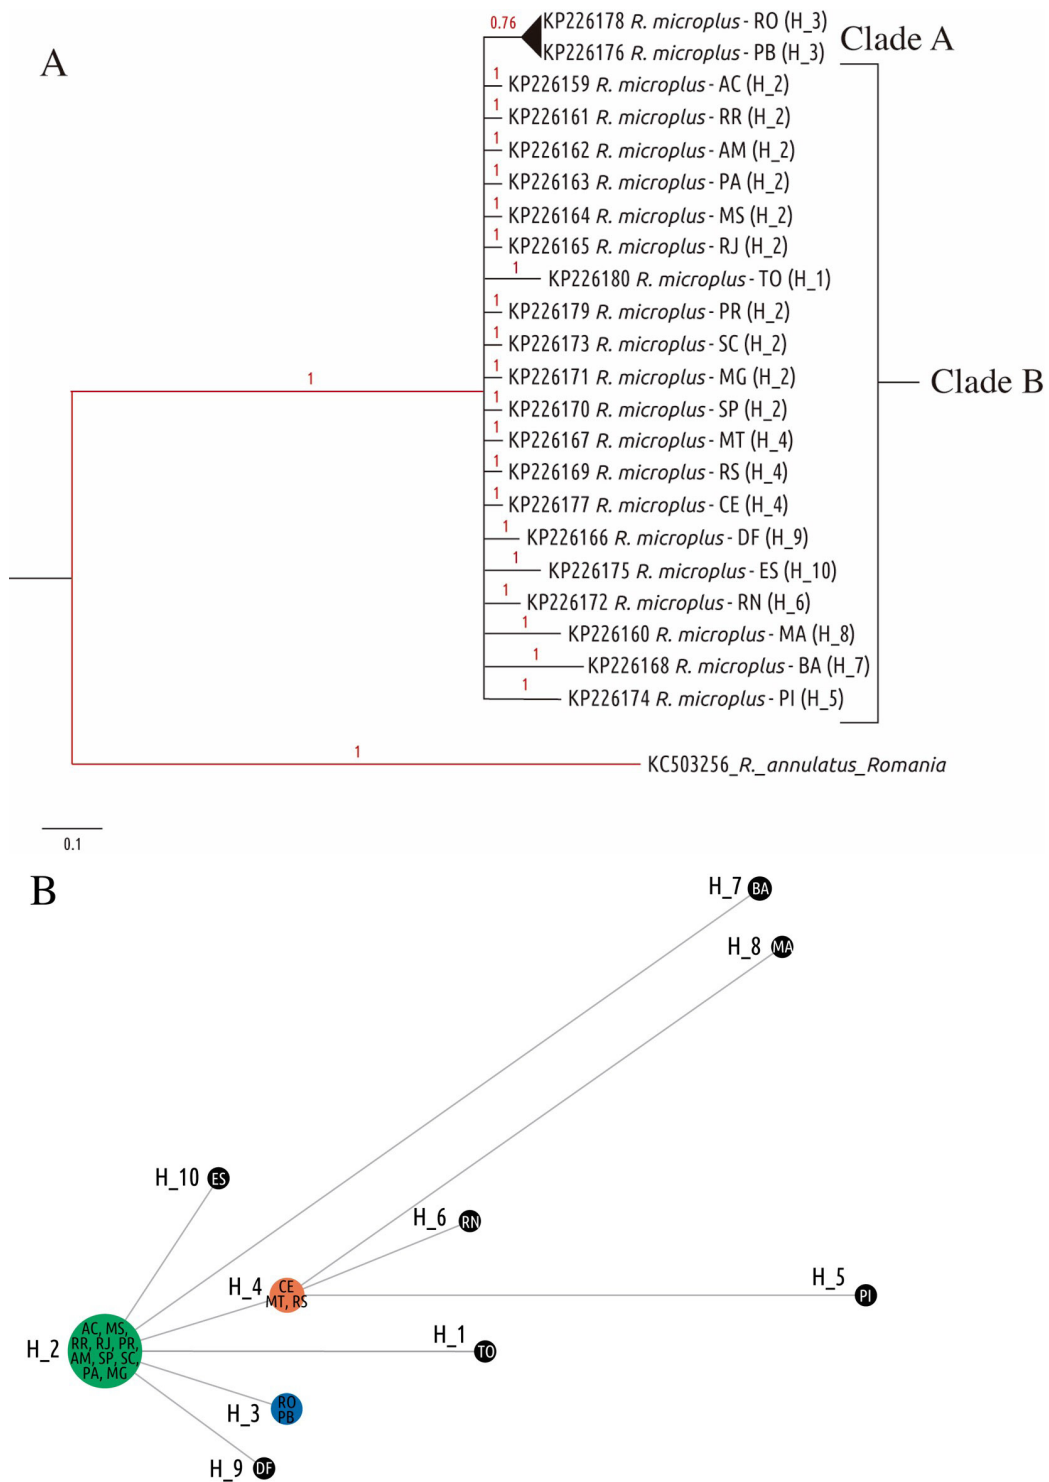 A
0.76
KP226178 R. microplus - RO (H_3)
KP226176 R. microplus - PB (H_3)
Clade A
1
KP226159 R. microplus - AC (H_2)
1
KP226161 R. microplus - RR (H_2)
1
KP226162 R. microplus - AM (H_2)
1
KP226163 R. microplus - PA (H_2)
1
KP226164 R. microplus - MS (H_2)
1
KP226165 R. microplus - RJ (H_2)
1
KP226180 R. microplus - TO (H_1)
1
KP226179 R. microplus - PR (H_2)
1
KP226173 R. microplus - SC (H_2)
1
KP226171 R. microplus - MG (H_2)
Clade B
1
1
KP226170 R. microplus - SP (H_2)
1
KP226167 R. microplus - MT (H_4)
1
KP226169 R. microplus - RS (H_4)
1
KP226177 R. microplus - CE (H_4)
1
KP226166 R. microplus - DF (H_9)
1
KP226175 R. microplus - ES (H_10)
1
KP226172 R. microplus - RN (H_6)
1
KP226160 R. microplus - MA (H_8)
1
KP226168 R. microplus - BA (H_7)
1
KP226174 R. microplus - PI (H_5)
1
KC503256_R._annulatus_Romania
0.1
B
H_7 BA
H_8 MA
H_10 ES
H_6 RN
H_4
CE
MT, RS
H_5 PI
H_2
AC, MS,
RR, RJ, PR,
AM, SP, SC,
PA, MG
H_1 TO
H_3
RO
PB
H_9 DF